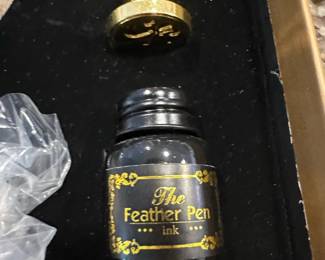 The
Feather Pen
ink